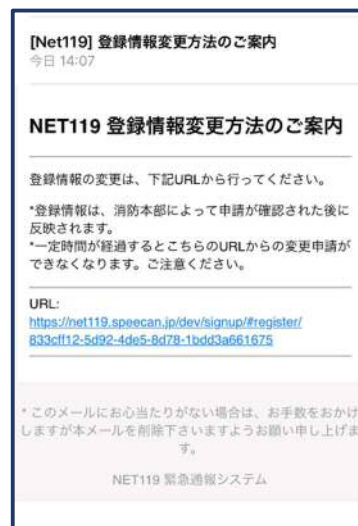 [Net119] 登録情報変更方法のご案内
今日 14:07
NET119 登録情報変更方法のご案内
登録情報の変更は、下記URLから行ってください。
*登録情報は、消防本部によって申請が確認された後に
反映されます。
*一定時間が経過するとこちらのURLからの変更申請が
できなくなります。ご注意ください。
URL:
https://net119.speecan.jp/dev/signup/#register/
833cff12-5d92-4de5-8d78-1bdd3a661675
* このメールにお心当たりがない場合は、お手数をおかけ
しますが本メールを削除下さいますようお願い申し上げま
す。
NET119 緊急通報システム